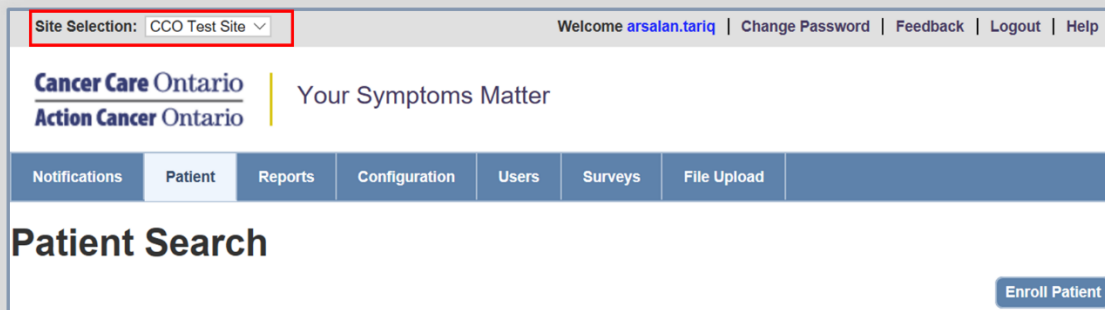 Site Selection: CCO Test Site Welcome arsalan.tariq | Change Password | Feedback | Logout | Help
Cancer Care Ontario
Action Cancer Ontario
Your Symptoms Matter
Notifications Patient Reports Configuration Users Surveys File Upload
Patient Search
Enroll Patient